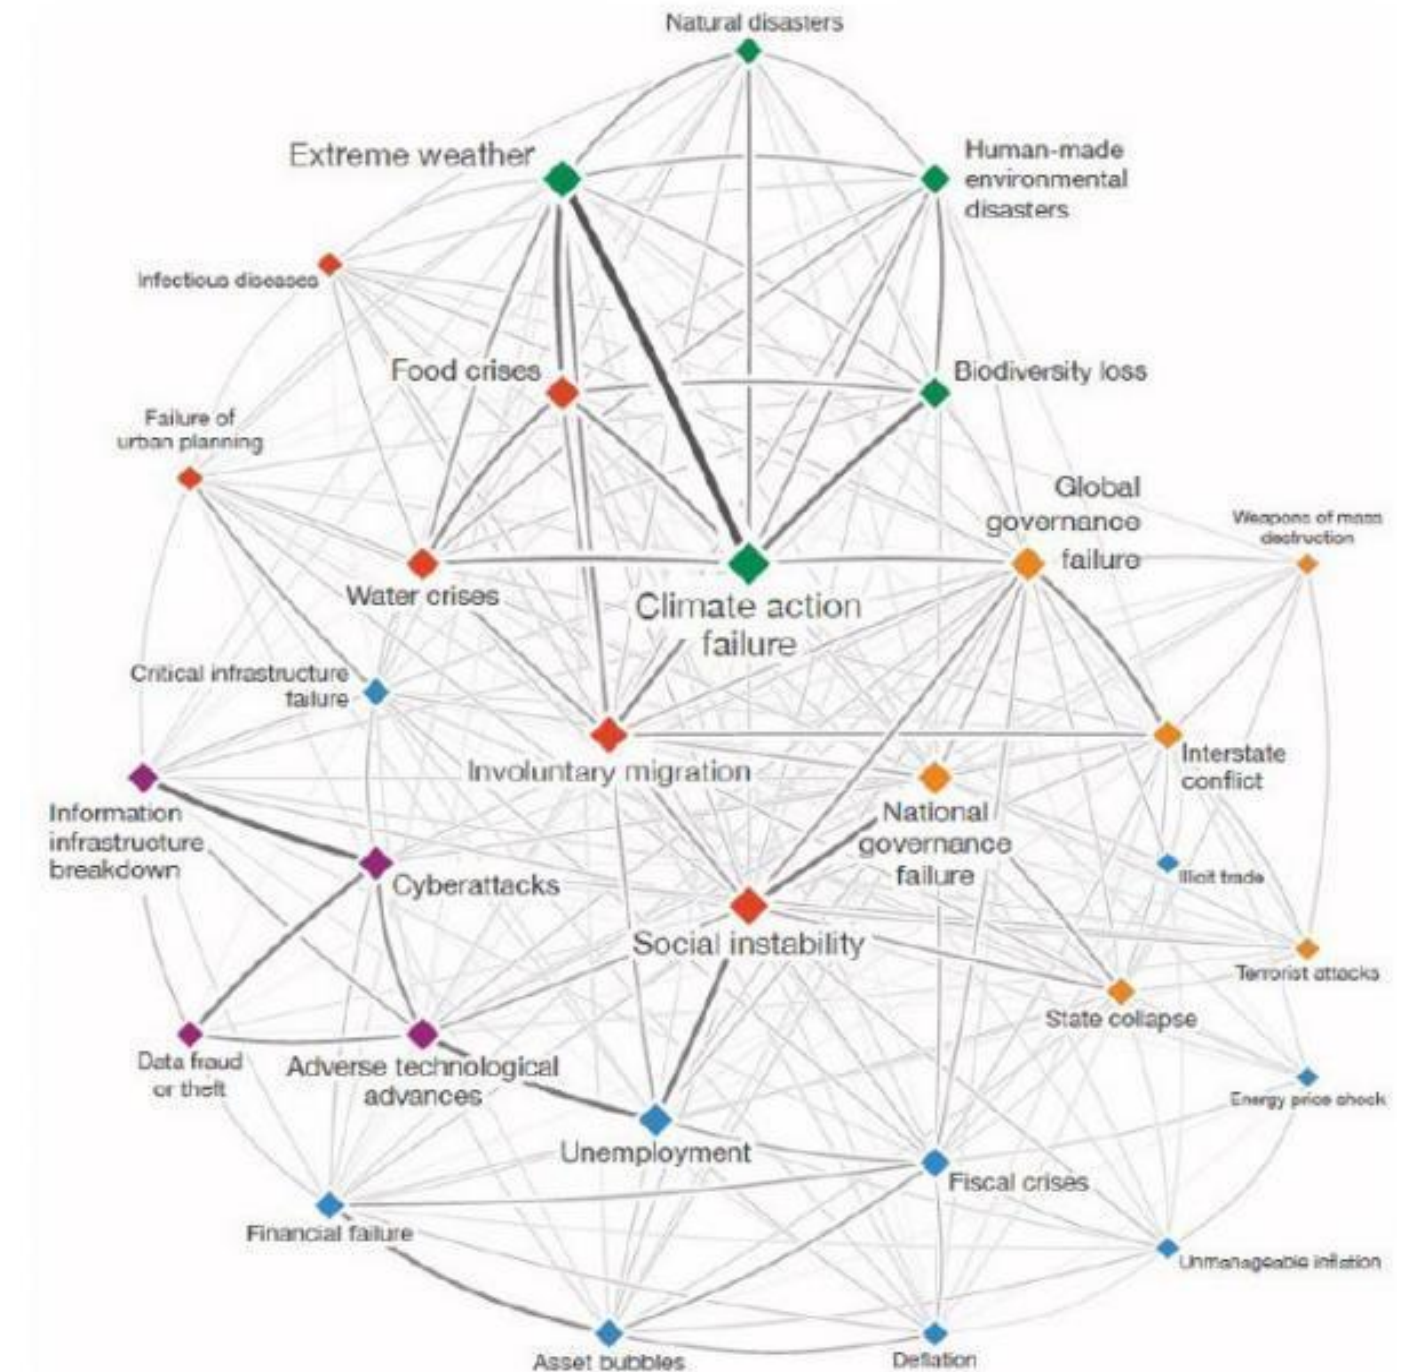 Natural disasters
Extreme weather
Human-made
environmental
disasters
Infectious diseases
Food crises
Biodiversity loss
Failure of
urban planning
Global
governance
failure
Weapons of mass
destruction
Water crises
Climate action
failure
Critical infrastructure
failure
Involuntary migration
Interstate
conflict
Information
infrastructure
breakdown
National
governance
failure
Cyberattacks
Illicit trade
Social instability
Terrorist attacks
State collapse
Data fraud
or theft
Adverse technological
advances
Energy price shock
Unemployment
Fiscal crises
Financial failure
Unmanageable inflation
Asset bubbles
Deflation